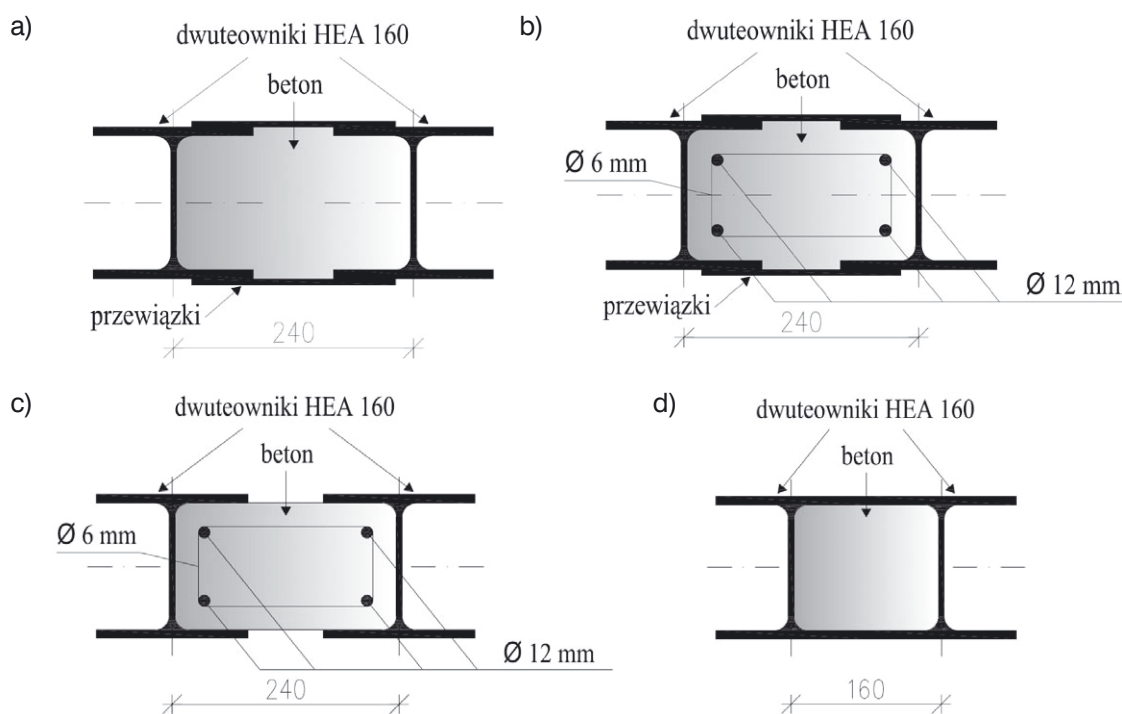 a)
dwuteowniki HEA 160
beton
przewiązki
240
b)
dwuteowniki HEA 160
beton
Ø 6 mm
Ø 12 mm
przewiązki
240
c)
dwuteowniki HEA 160
beton
Ø 6 mm
Ø 12 mm
240
d)
dwuteowniki HEA 160
beton
160